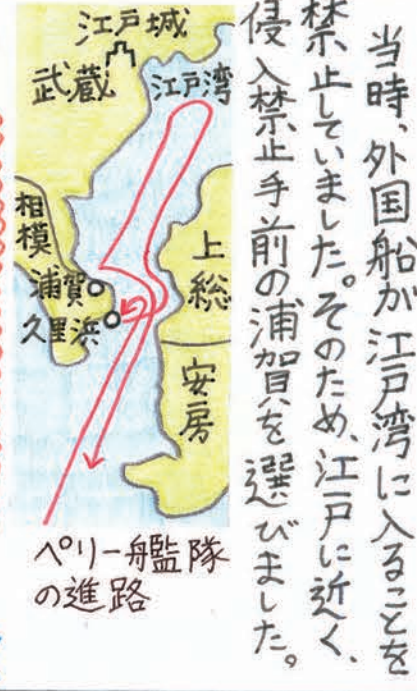 当時、外国船が江戸湾に入ることを
禁止していました。そのため、江戸に近く、
侵入禁止手前の浦賀を選びました。
江戸城
武蔵
江戸湾
相模
浦賀
久里浜
上総
安房
ペリー艦隊
の進路